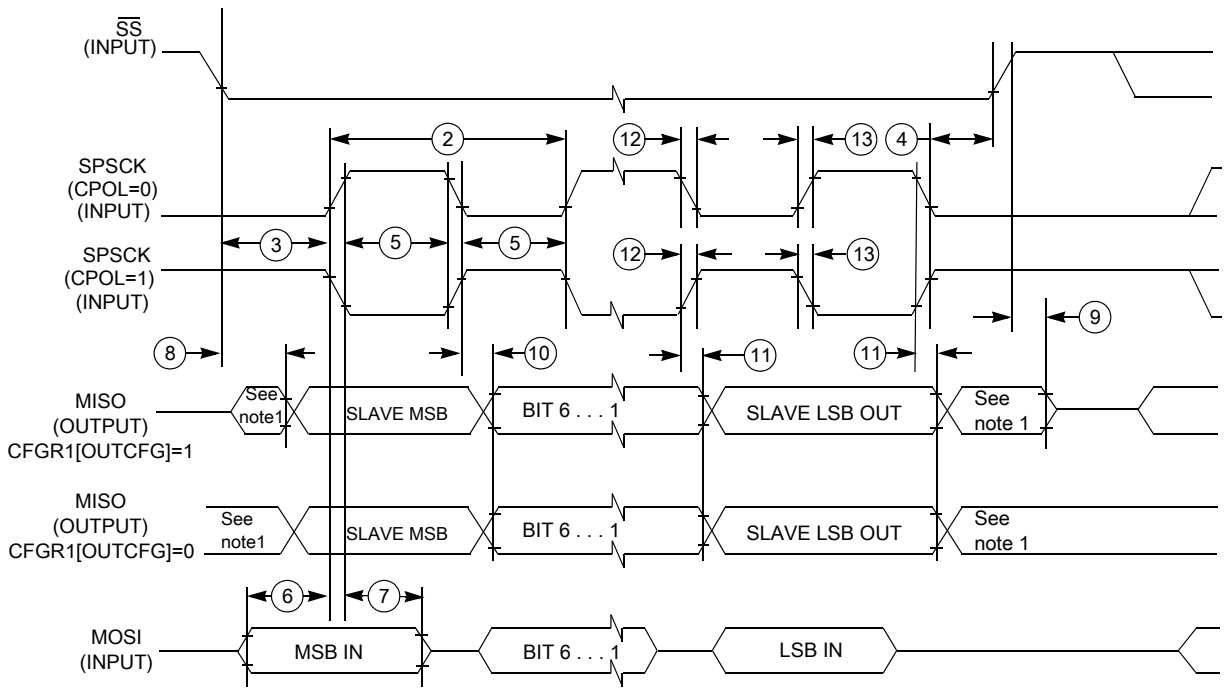 SS
(INPUT)
2
12
13
4
SPSCK
(CPOL=0)
(INPUT)
3
5
5
SPSCK
(CPOL=1)
(INPUT)
12
13
8
10
11
11
9
MISO
(OUTPUT)
CFGR1[OUTCFG]=1
See
note1
SLAVE MSB
BIT 6 . . . 1
SLAVE LSB OUT
See
note 1
MISO
(OUTPUT)
CFGR1[OUTCFG]=0
See
note1
SLAVE MSB
BIT 6 . . . 1
SLAVE LSB OUT
See
note 1
6
7
MOSI
(INPUT)
MSB IN
BIT 6 . . . 1
LSB IN